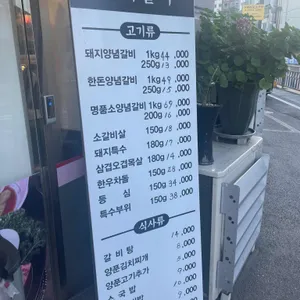 고기류
돼지양념갈비 1kg 44,000
250g 13,000
한돈양념갈비 1kg 49,000
250g 15,000
명품소양념갈비 1kg 69,000
200g 16,000
소갈비살 150g 18,000
돼지특수 180g 17,000
삼겹오겹목살 180g 14,000
한우차돌 150g 28,000
등심 150g 34,000
특수부위 150g 38,000
식사류
갈비탕 14,000
양푼김치찌개 8,000
양푼고기추가 8,000
국밥 9,000